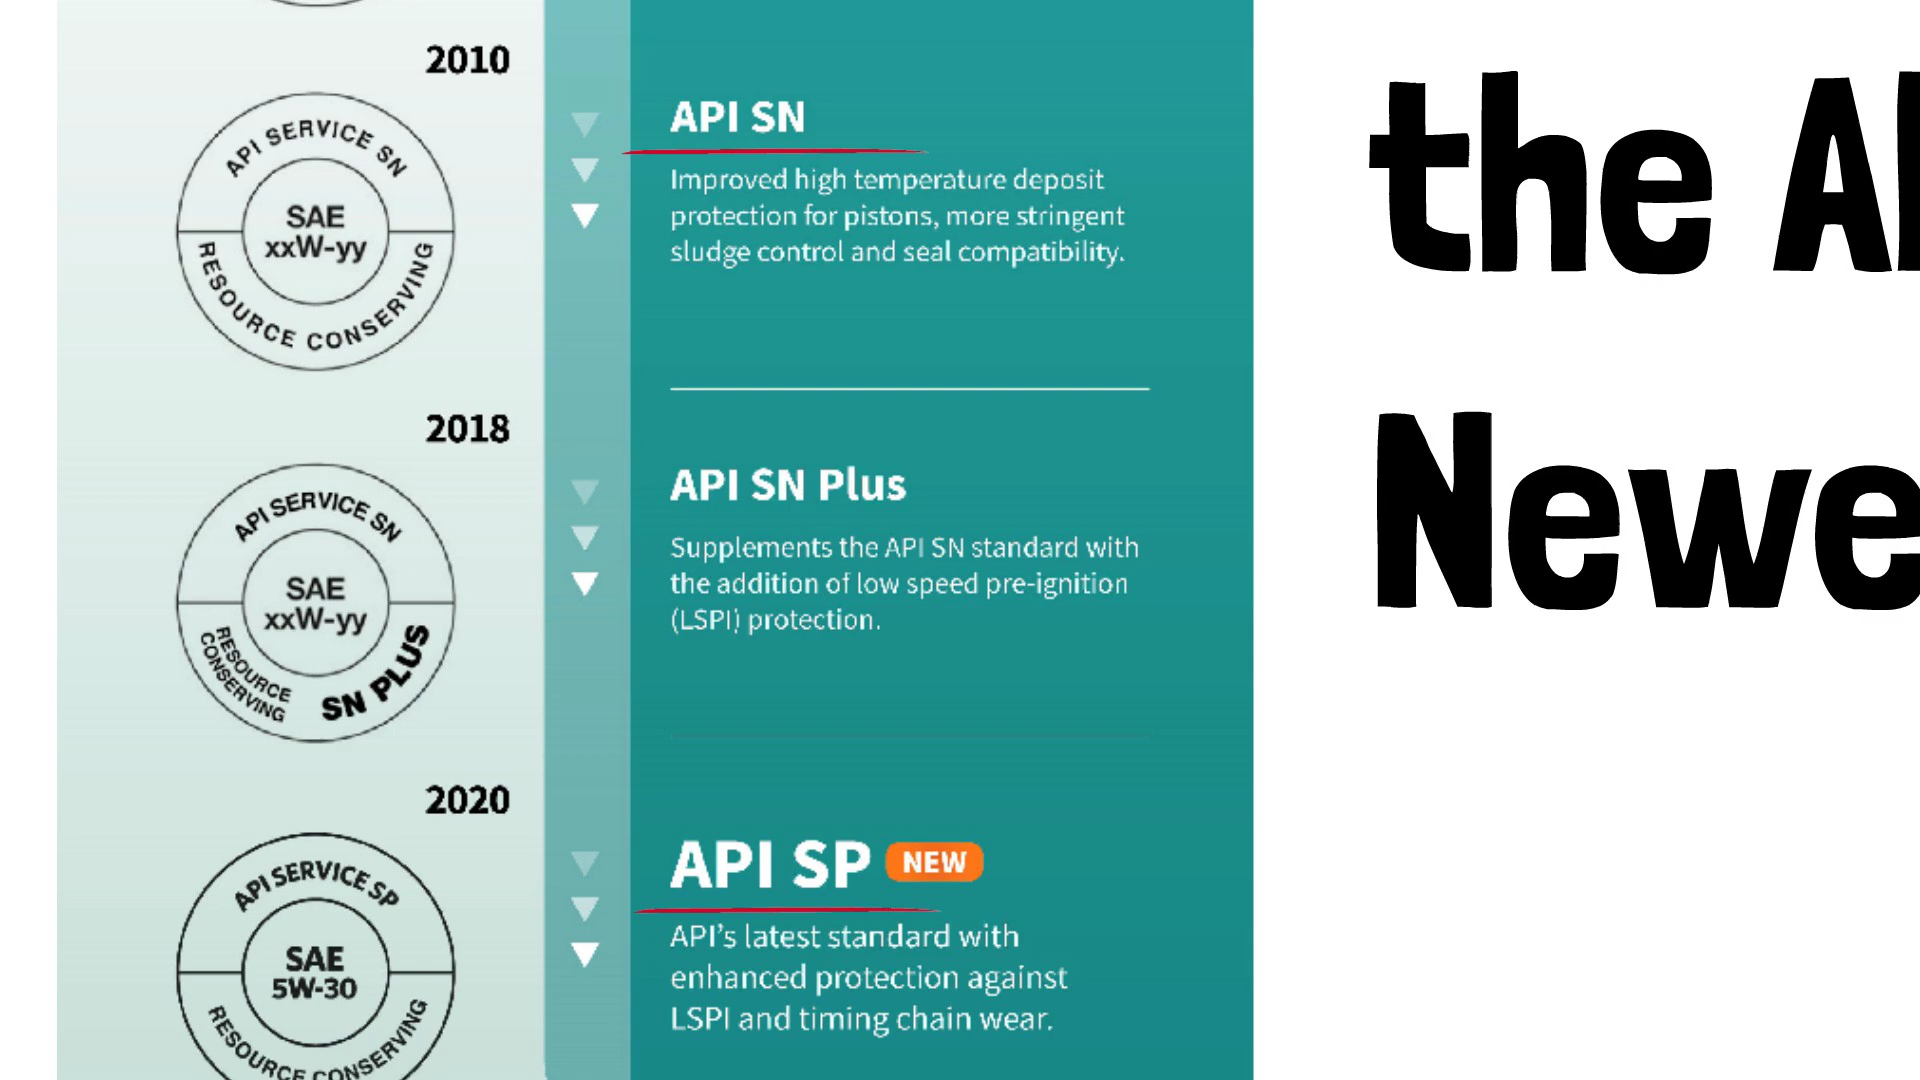 2010
API SERVICE SN
SAE
xxW-yy
RESOURCE CONSERVING
API SN
Improved high temperature deposit
protection for pistons, more stringent
sludge control and seal compatibility.
2018
API SERVICE SN
SAE
xxW-yy
RESOURCE
CONSERVING
SN PLUS
API SN Plus
Supplements the API SN standard with
the addition of low speed pre-ignition
(LSPI) protection.
2020
API SERVICE SP
SAE
5W-30
RESOURCE CONSERVING
API SP NEW
API's latest standard with
enhanced protection against
LSPI and timing chain wear.
the
Newe